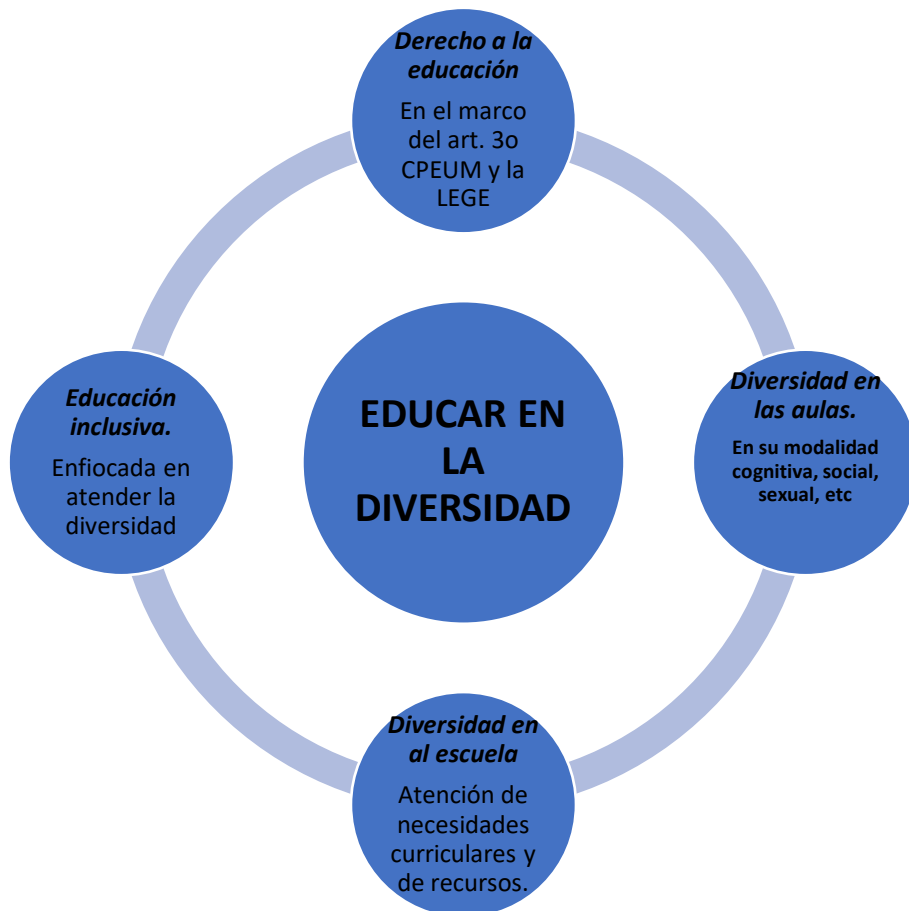 Derecho a la
educación
En el marco
del art. 3o
CPEUM y la
LEGE
Educación
inclusiva.
Enfiocada en
atender la
diversidad
EDUCAR EN
LA
DIVERSIDAD
Diversidad en
las aulas.
En su modalidad
cognitiva, social,
sexual, etc
Diversidad en
al escuela
Atención de
necesidades
curriculares y
de recursos.